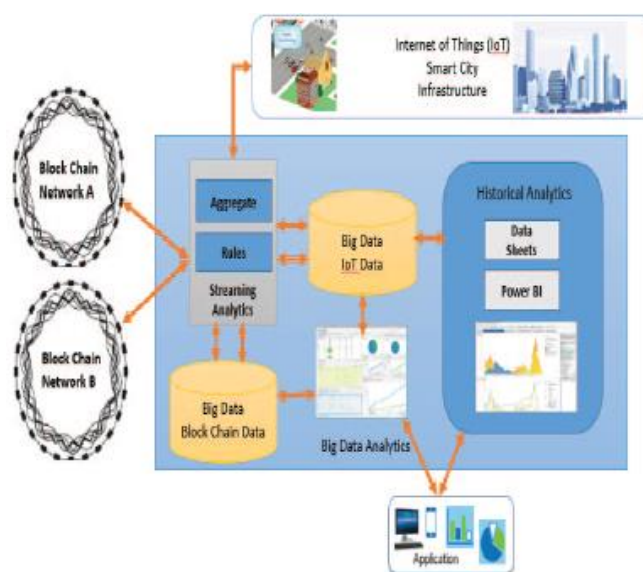 Internet of Things (IoT)
Smart City
Infrastructure
Block Chain
Network A
Block Chain
Network B
Aggregate
Rules
Streaming
Analytics
Big Data
IoT Data
Historical Analytics
Data
Sheets
Power BI
Big Data
Block Chain Data
Big Data Analytics
Application